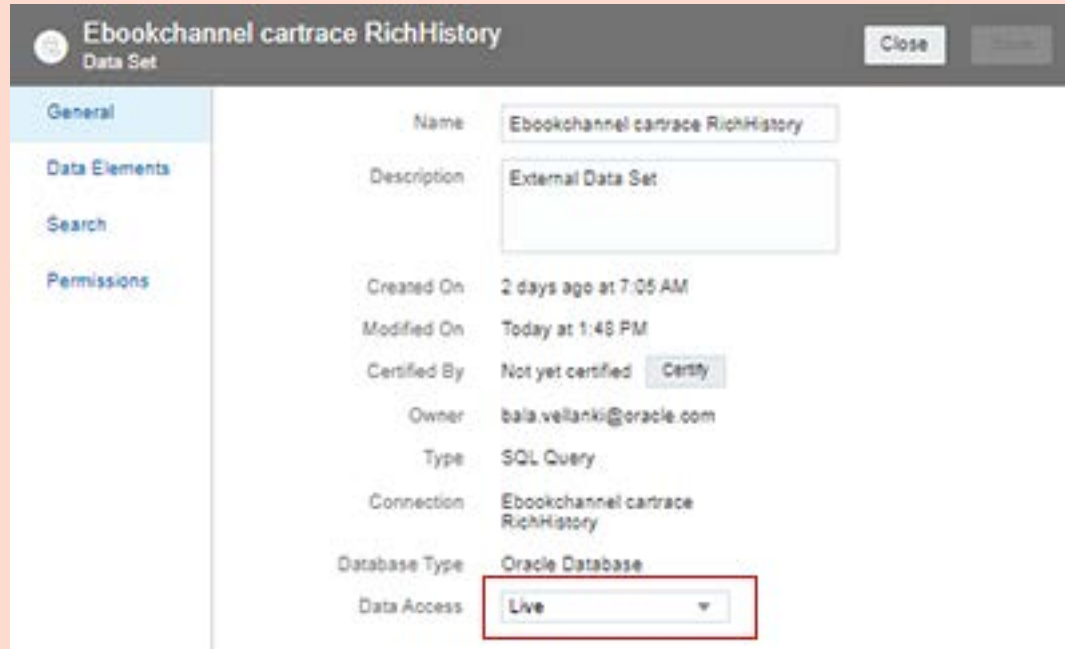 Ebookchannel cartrace RichHistory
Data Set
Close
Save
General
Data Elements
Search
Permissions
Name Ebookchannel cartrace RichHistory
Description External Data Set
Created On 2 days ago at 7:05 AM
Modified On Today at 1:48 PM
Certified By Not yet certified Certify
Owner bala.vellanki@oracle.com
Type SQL Query
Connection Ebookchannel cartrace
RichHistory
Database Type Oracle Database
Data Access Live